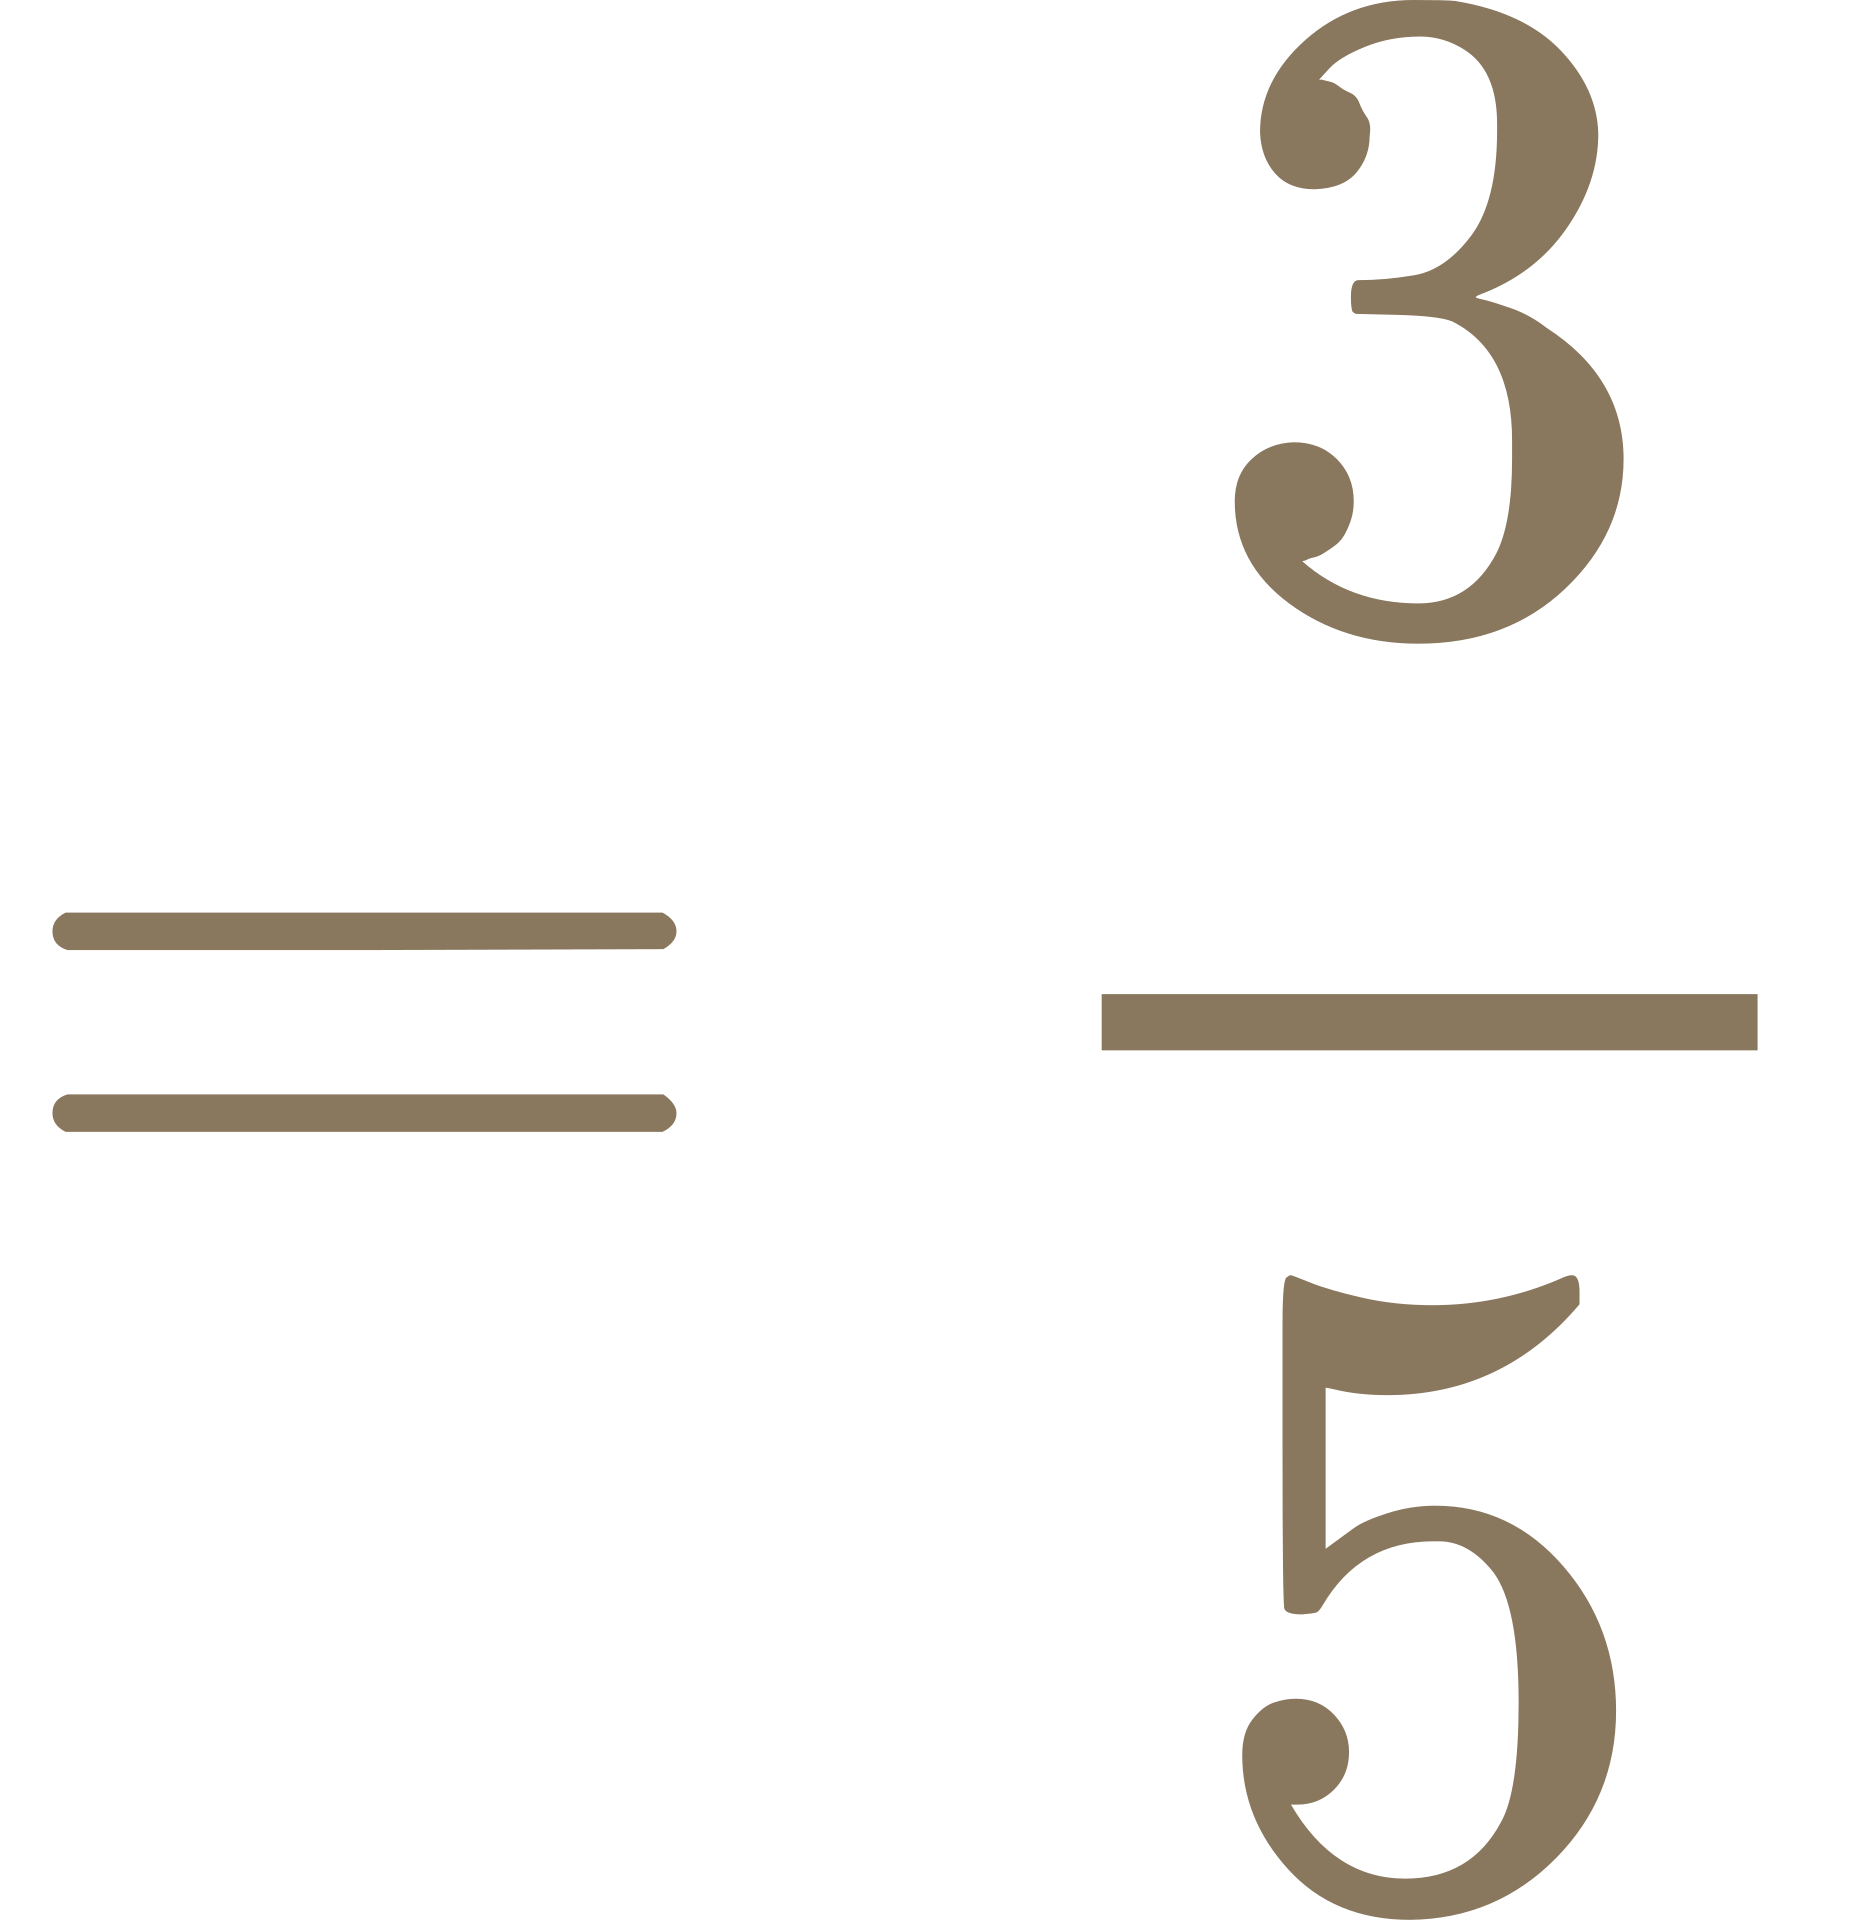 = 3/5